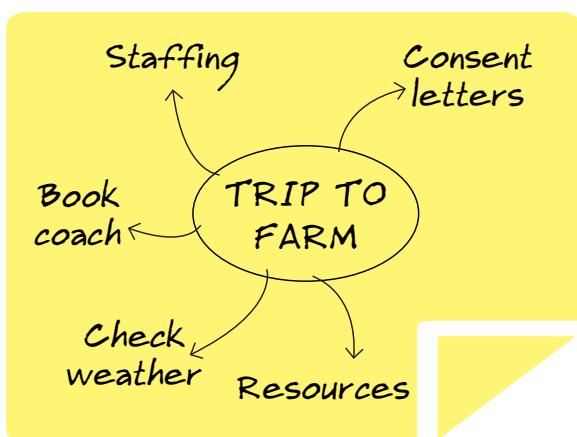 Staffing
Consent
letters
TRIP TO
FARM
Book
coach
Check
weather
Resources